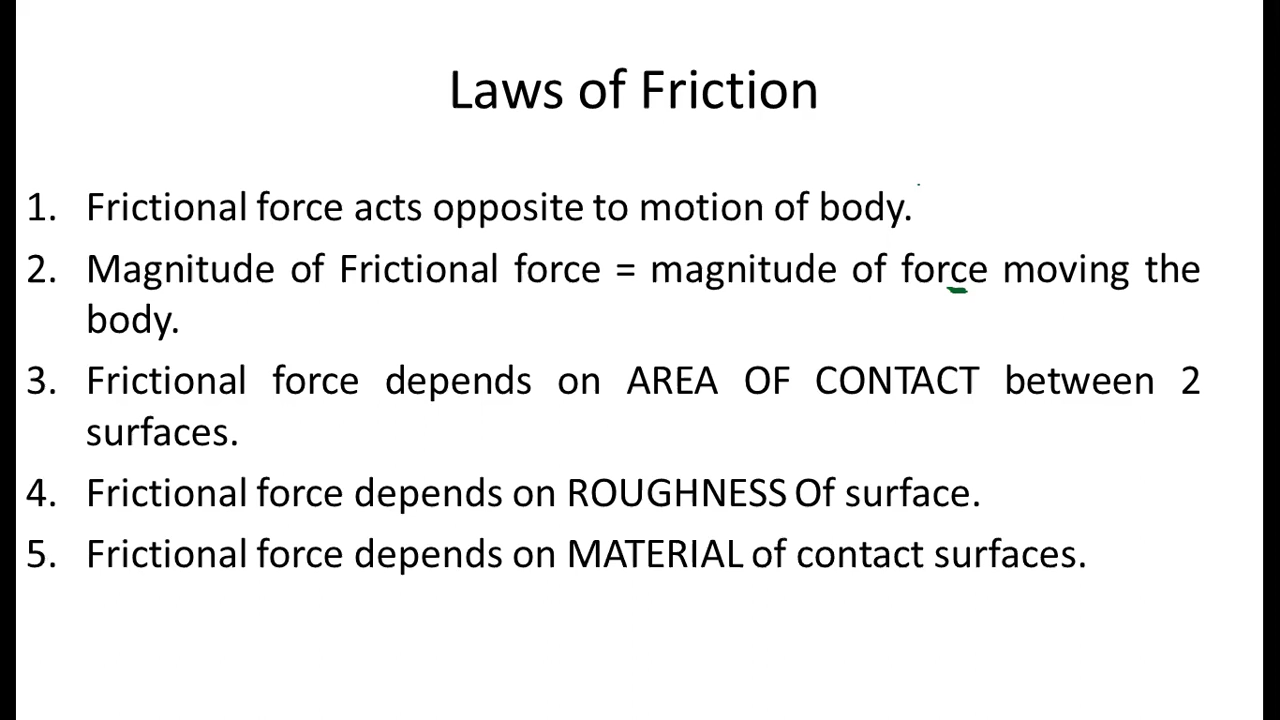 Laws of Friction
1. Frictional force acts opposite to motion of body.
2. Magnitude of Frictional force = magnitude of force moving the
body.
3. Frictional force depends on AREA OF CONTACT between 2
surfaces.
4. Frictional force depends on ROUGHNESS Of surface.
5. Frictional force depends on MATERIAL of contact surfaces.